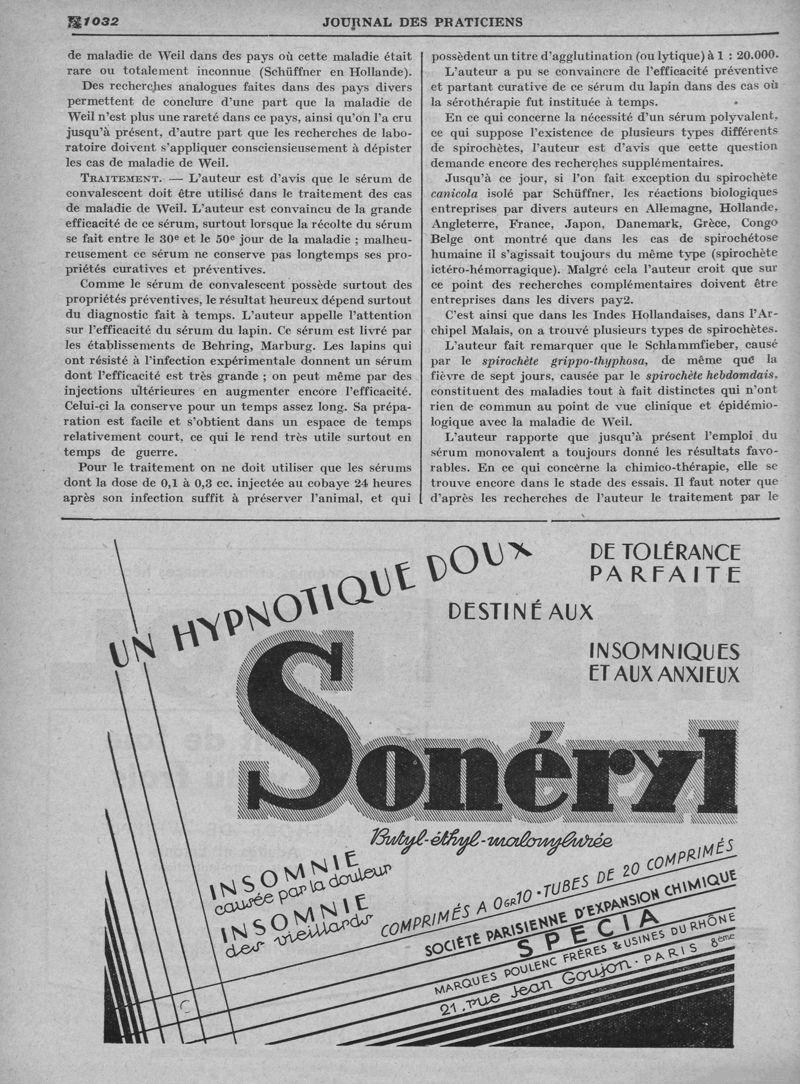 1032
JOURNAL DES PRATICIENS
de maladie de Weil dans des pays où cette maladie était
rare ou totalement inconnue (Schüffner en Hollande).
Des recherches analogues faites dans des pays divers
permettent de conclure d'une part que la maladie de
Weil n'est plus une rareté dans ce pays, ainsi qu'on l'a cru
jusqu'à présent, d'autre part que les recherches de labo-
ratoire doivent s'appliquer consciensieusement à dépister
les cas de maladie de Weil.
TRAITEMENT. — L'auteur est d'avis que le sérum de
convalescent doit être utilisé dans le traitement des cas
de maladie de Weil. L'auteur est convaincu de la grande
efficacité de ce sérum, surtout lorsque la récolte du sérum
se fait entre le 30e et le 50e jour de la maladie ; malheu-
reusement ce sérum ne conserve pas longtemps ses pro-
priétés curatives et préventives.
Comme le sérum de convalescent possède surtout des
propriétés préventives, le résultat heureux dépend surtout
du diagnostic fait à temps. L'auteur appelle l'attention
sur l'efficacité du sérum du lapin. Ce sérum est livré par
les établissements de Behring, Marburg. Les lapins qui
ont résisté à l'infection expérimentale donnent un sérum
dont l'efficacité est très grande ; on peut même par des
injections ultérieures en augmenter encore l'efficacité.
Celui-ci la conserve pour un temps assez long. Sa prépa-
ration est facile et s'obtient dans un espace de temps
relativement court, ce qui le rend très utile surtout en
temps de guerre.
Pour le traitement on ne doit utiliser que les sérums
dont la dose de 0,1 à 0,3 cc. injectée au cobaye 24 heures
après son infection suffit à préserver l'animal, et qui
possèdent un titre d'agglutination (ou lytique) à 1 : 20.000.
L'auteur a pu se convaincre de l'efficacité préventive
et partant curative de ce sérum du lapin dans des cas où
la sérothérapie fut instituée à temps.
En ce qui concerne la nécessité d'un sérum polyvalent,
ce qui suppose l'existence de plusieurs types différents
de spirochètes, l'auteur est d'avis que cette question
demande encore des recherches supplémentaires.
Jusqu'à ce jour, si l'on fait exception du spirochète
canicola isolé par Schüffner, les réactions biologiques
entreprises par divers auteurs en Allemagne, Hollande,
Angleterre, France, Japon, Danemark, Grèce, Congo
Belge ont montré que dans les cas de spirochétose
humaine il s'agissait toujours du même type (spirochète
ictéro-hémorragique). Malgré cela l'auteur croit que sur
ce point des recherches complémentaires doivent être
entreprises dans les divers pay2.
C'est ainsi que dans les Indes Hollandaises, dans l'Ar-
chipel Malais, on a trouvé plusieurs types de spirochètes.
L'auteur fait remarquer que le Schlammfieber, causé
par le spirochète grippo-thyphosa, de même que la
fièvre de sept jours, causée par le spirochète hebdomdais,
constituent des maladies tout à fait distinctes qui n'ont
rien de commun au point de vue clinique et épidémio-
logique avec la maladie de Weil.
L'auteur rapporte que jusqu'à présent l'emploi du
sérum monovalent a toujours donné les résultats favo-
rables. En ce qui concerne la chimico-thérapie, elle se
trouve encore dans le stade des essais. Il faut noter que
d'après les recherches de l'auteur le traitement par le
UN HYPNOTIQUE DOUX
DE TOLÉRANCE
PARFAITE
DESTINÉ AUX
INSOMNIQUES
ET AUX ANXIEUX
Sonéryl
Butyl-éthyl-malonylurée
INSOMNIE
causée par la douleur
INSOMNIE
des vieillards
COMPRIMÉS A 0GR10 - TUBES DE 20 COMPRIMÉS
SOCIÉTÉ PARISIENNE D'EXPANSION CHIMIQUE
SPECIA
MARQUES POULENC FRÈRES & USINES DU RHÔNE
21, rue Jean Goujon - PARIS 8eme